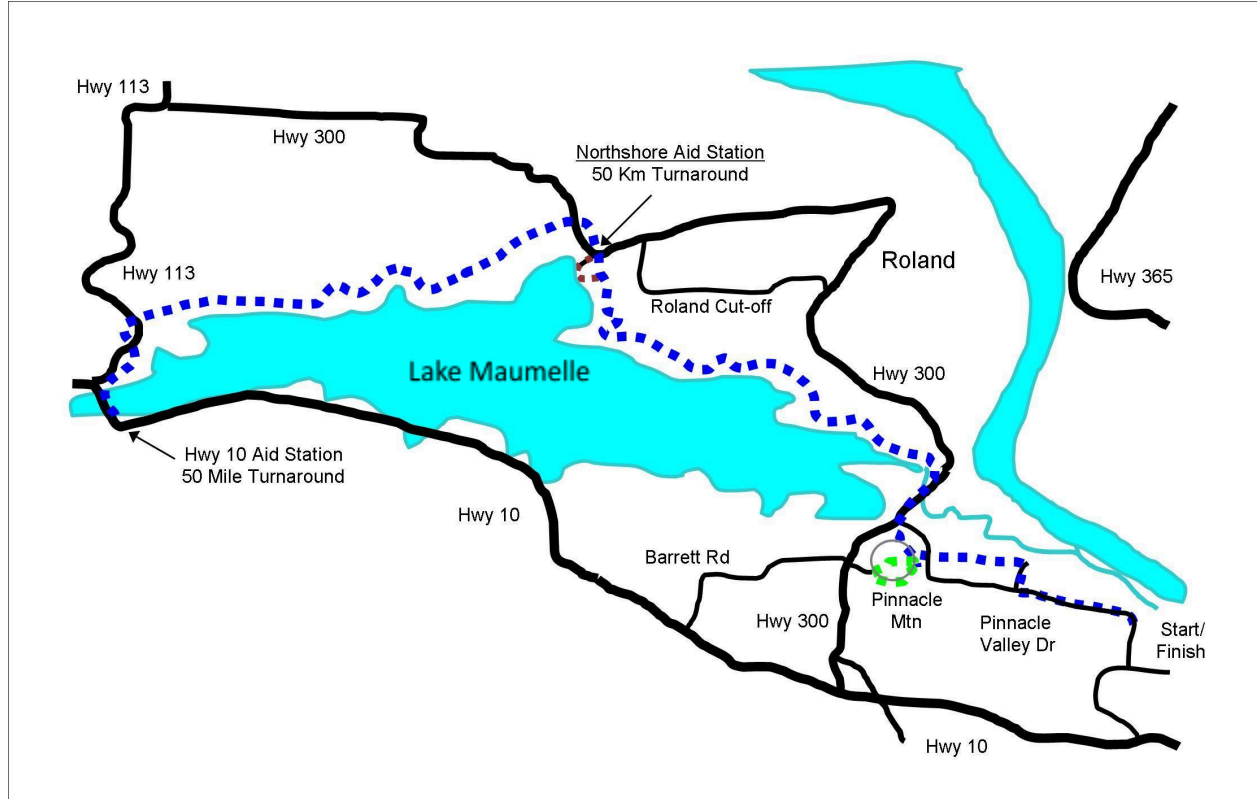 Hwy 113
Hwy 300
Northshore Aid Station
50 Km Turnaround
Roland
Hwy 113
Hwy 365
Roland Cut-off
Lake Maumelle
Hwy 300
Hwy 10 Aid Station
50 Mile Turnaround
Hwy 10
Barrett Rd
Hwy 300
Pinnacle
Mtn
Pinnacle
Valley Dr
Start/
Finish
Hwy 10